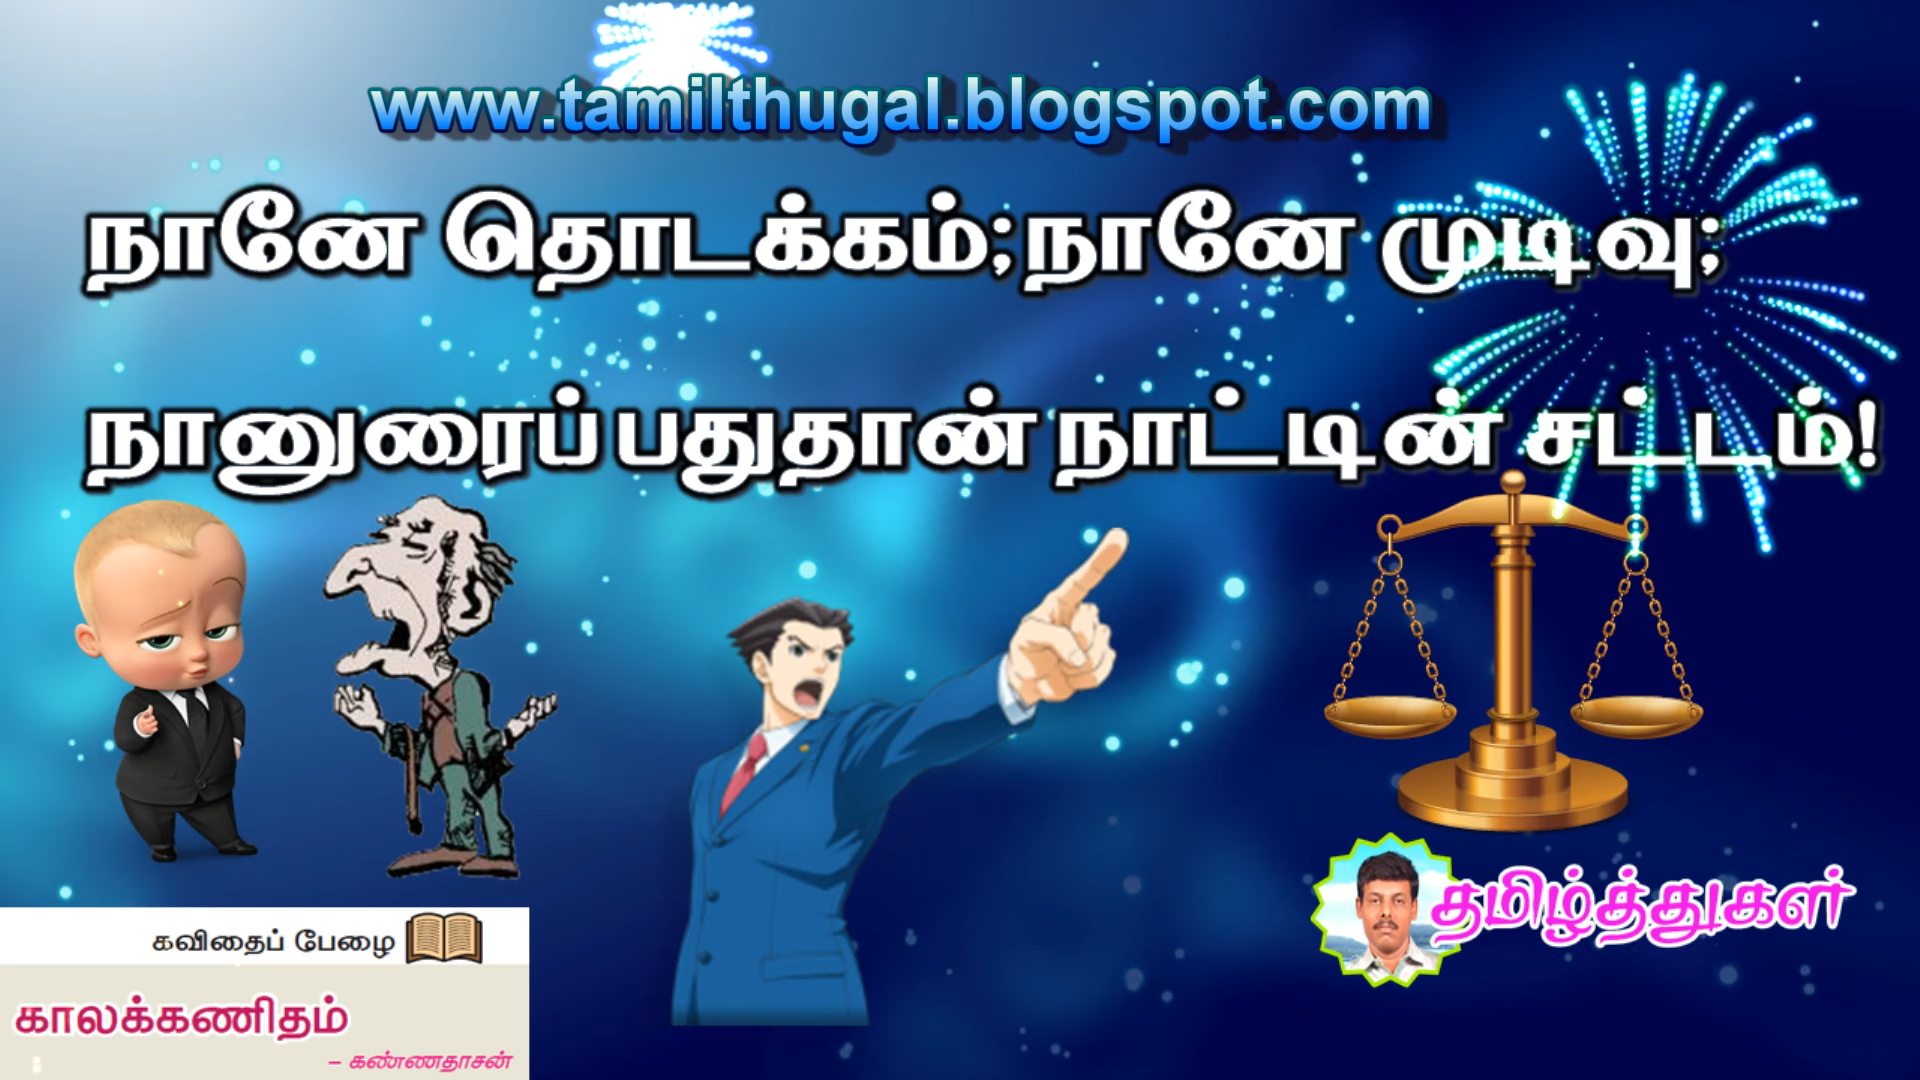 www.tamilthugal.blogspot.com
நானே தொடக்கம்; நானே முடிவு;
நானுரைப் பதுதான் நாட்டின் சட்டம்!
தமிழ்த்துகள்
கவிதைப் பேழை
காலக்கணிதம்
– கண்ணதாசன்